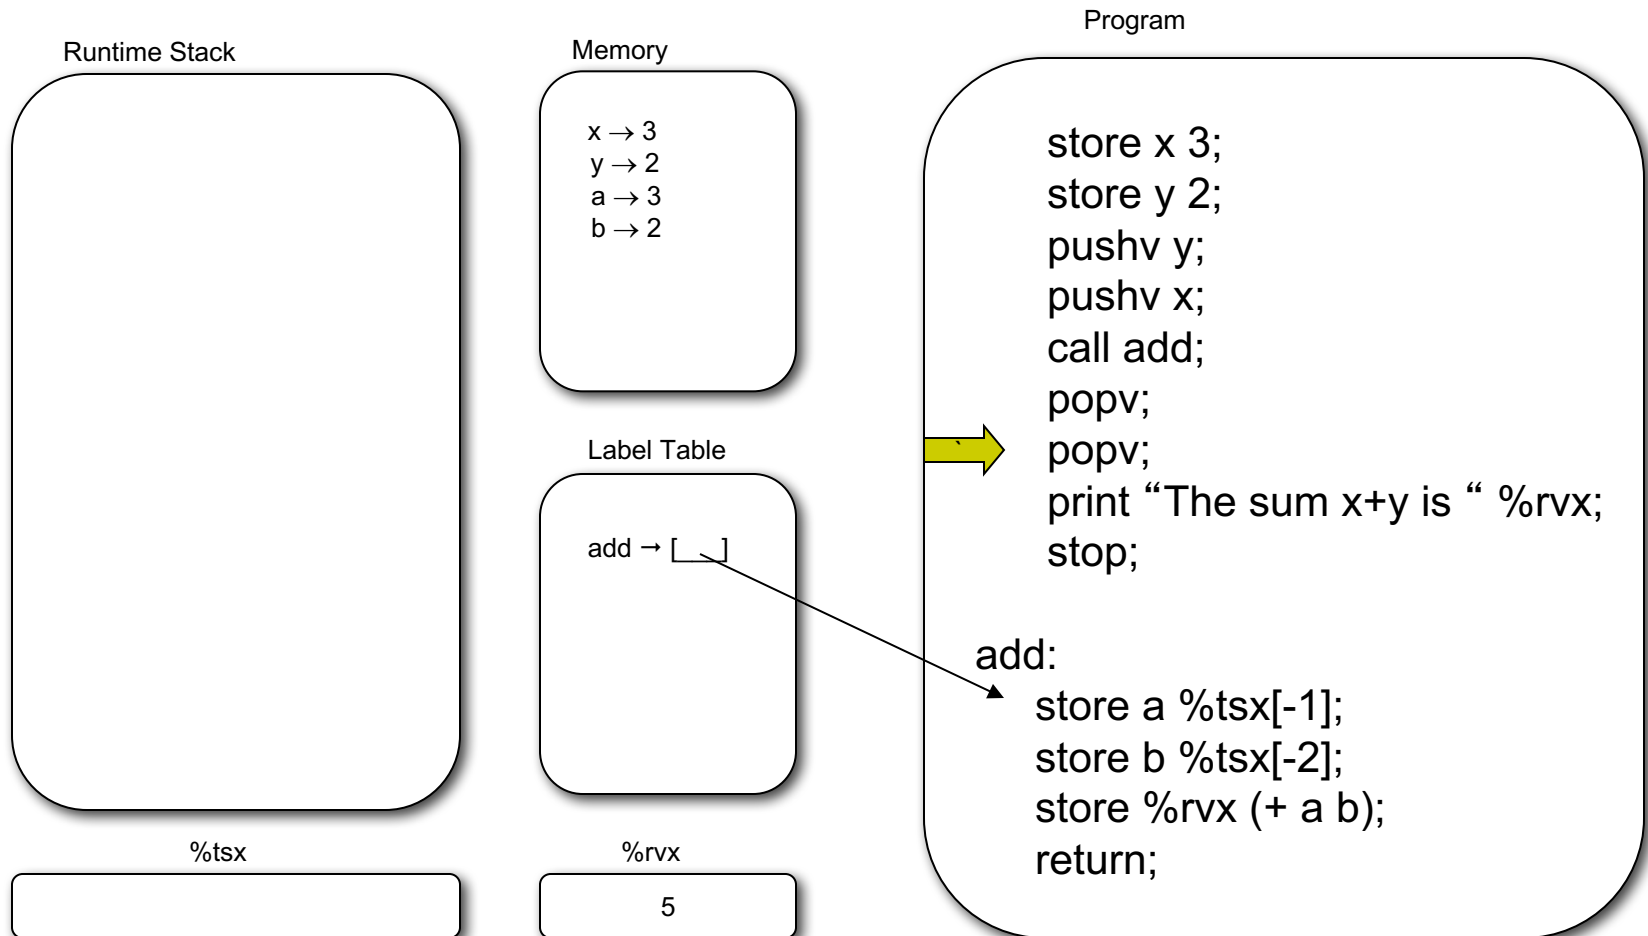 Program
Runtime Stack
Memory
x → 3
y → 2
a → 3
b → 2
Label Table
add → [___]
%tsx
%rvx
5
store x 3;
store y 2;
pushv y;
pushv x;
call add;
popv;
`
popv;
print “The sum x+y is “ %rvx;
stop;
add:
store a %tsx[-1];
store b %tsx[-2];
store %rvx (+ a b);
return;